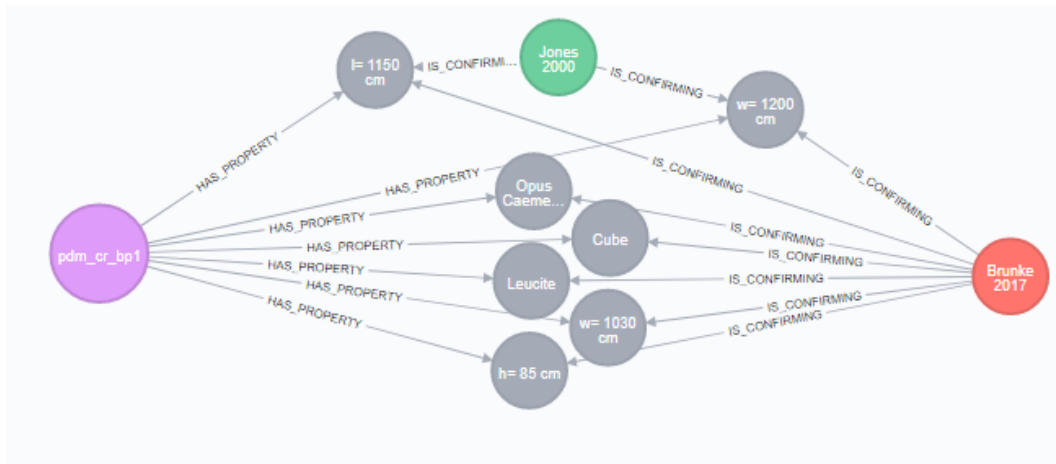 Jones
2000
l= 1150
cm
IS_CONFIRMI...
IS_CONFIRMING
w= 1200
cm
HAS_PROPERTY
HAS_PROPERTY
IS_CONFIRMING
IS_CONFIRMING
Opus
Caeme...
HAS_PROPERTY
IS_CONFIRMING
pdm_cr_bp1
HAS_PROPERTY
Cube
IS_CONFIRMING
HAS_PROPERTY
Leucite
IS_CONFIRMING
Brunke
2017
HAS_PROPERTY
w= 1030
cm
IS_CONFIRMING
HAS_PROPERTY
IS_CONFIRMING
h= 85 cm